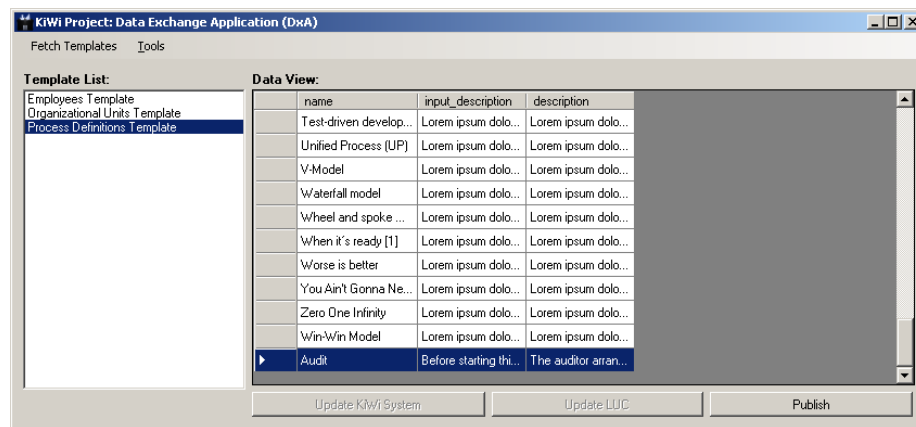 KiWi Project: Data Exchange Application (DxA)
Fetch Templates Tools
Template List: Data View:
Employees Template
Organizational Units Template
Process Definitions Template
name input_description description
Test-driven develop... Lorem ipsum dolo... Lorem ipsum dolo...
Unified Process (UP) Lorem ipsum dolo... Lorem ipsum dolo...
V-Model Lorem ipsum dolo... Lorem ipsum dolo...
Waterfall model Lorem ipsum dolo... Lorem ipsum dolo...
Wheel and spoke ... Lorem ipsum dolo... Lorem ipsum dolo...
When it´s ready [1] Lorem ipsum dolo... Lorem ipsum dolo...
Worse is better Lorem ipsum dolo... Lorem ipsum dolo...
You Ain't Gonna Ne... Lorem ipsum dolo... Lorem ipsum dolo...
Zero One Infinity Lorem ipsum dolo... Lorem ipsum dolo...
Win-Win Model Lorem ipsum dolo... Lorem ipsum dolo...
Audit Before starting thi... The auditor arran...
Update KiWi System Update LUC Publish